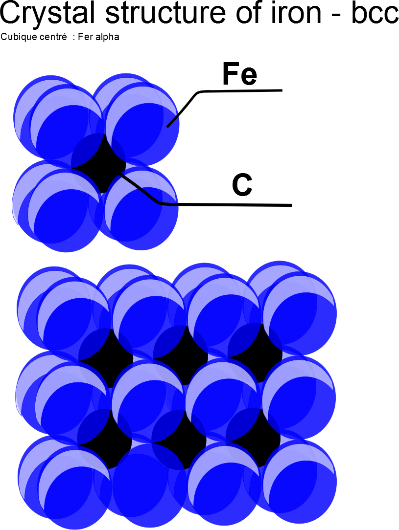 Crystal structure of iron - bcc
Cubique centré : Fer alpha
Fe
C